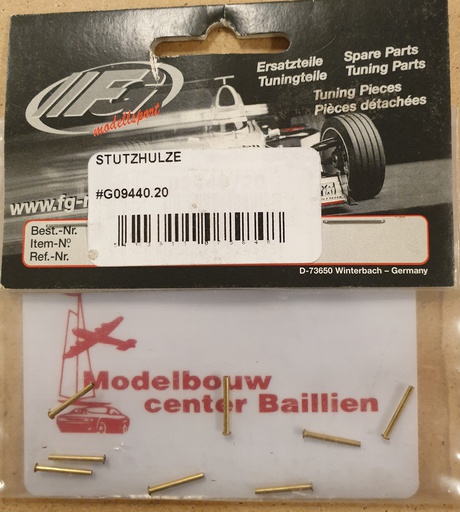 FG
modellsport
Ersatzteile
Tuningteile
Spare Parts
Tuning Parts
Tuning Pieces
Pièces détachées
STUTZHULZE
#G09440.20
www.fg-
Best.-Nr.
Item-Nº
Ref.-Nr.
D-73650 Winterbach – Germany
Modelbouw
center Baillien